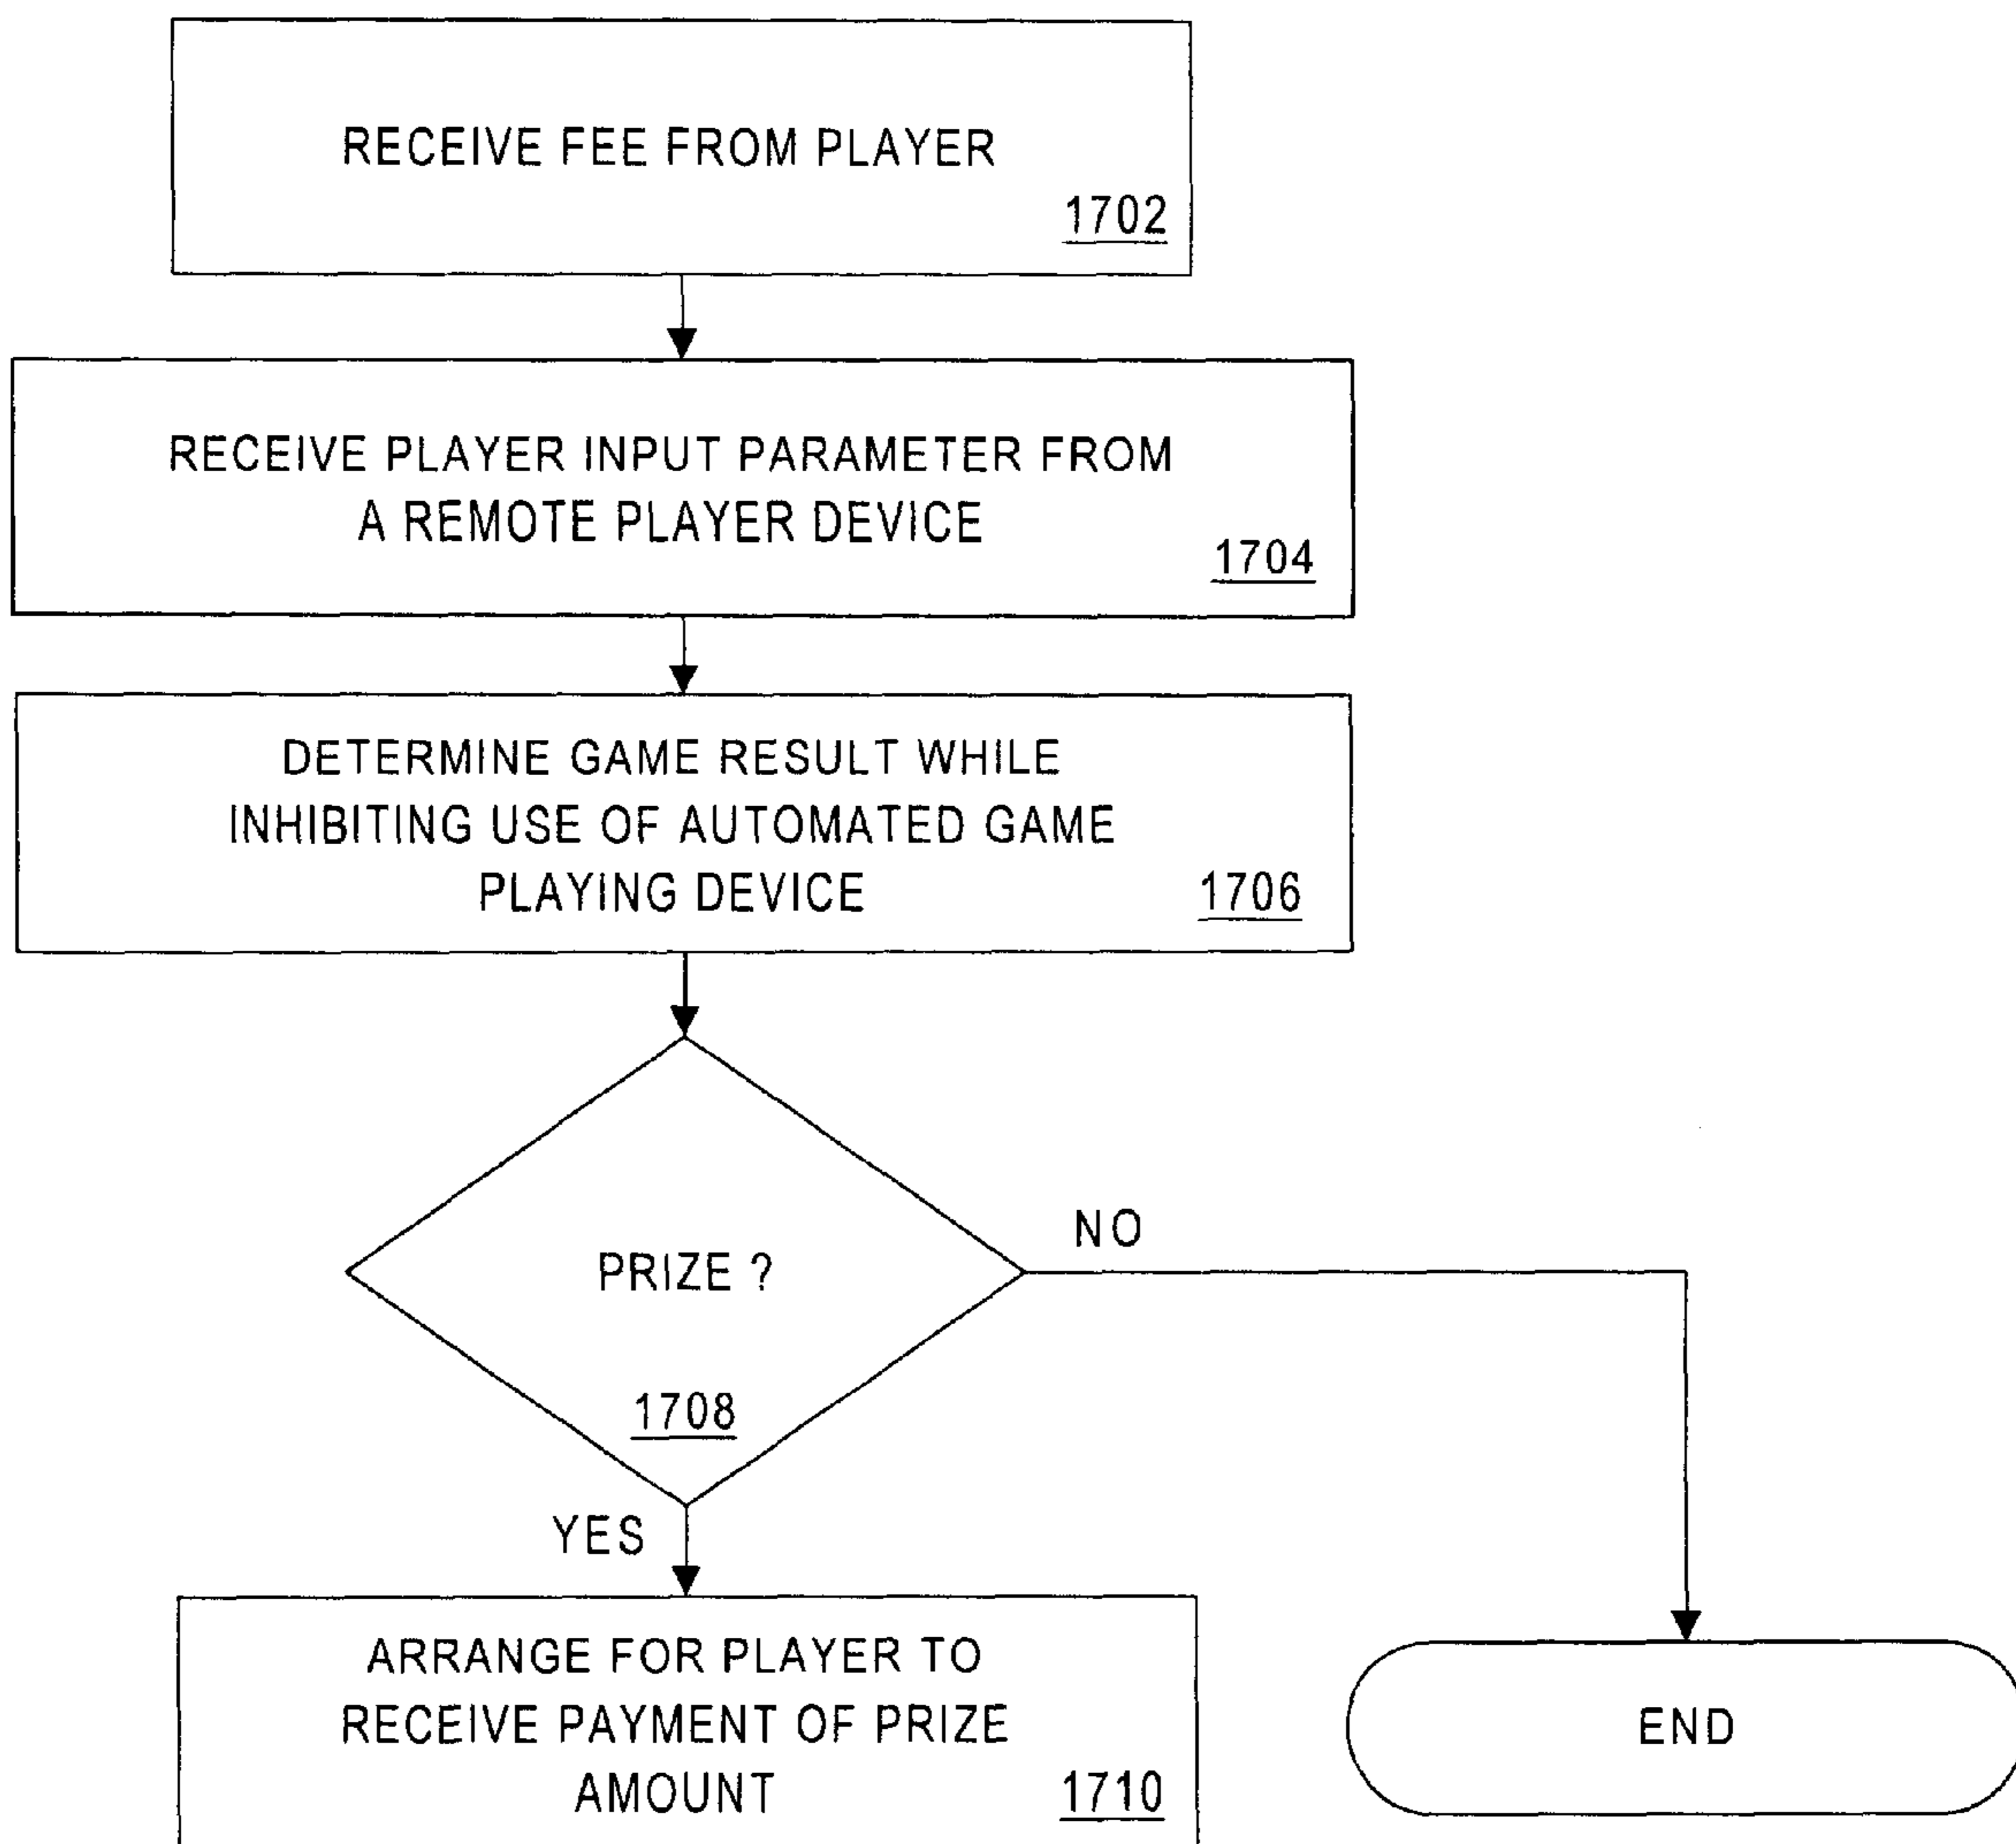 RECEIVE FEE FROM PLAYER
1702
RECEIVE PLAYER INPUT PARAMETER FROM
A REMOTE PLAYER DEVICE
1704
DETERMINE GAME RESULT WHILE
INHIBITING USE OF AUTOMATED GAME
PLAYING DEVICE
1706
PRIZE ?
1708
NO
YES
ARRANGE FOR PLAYER TO
RECEIVE PAYMENT OF PRIZE
AMOUNT
1710
END